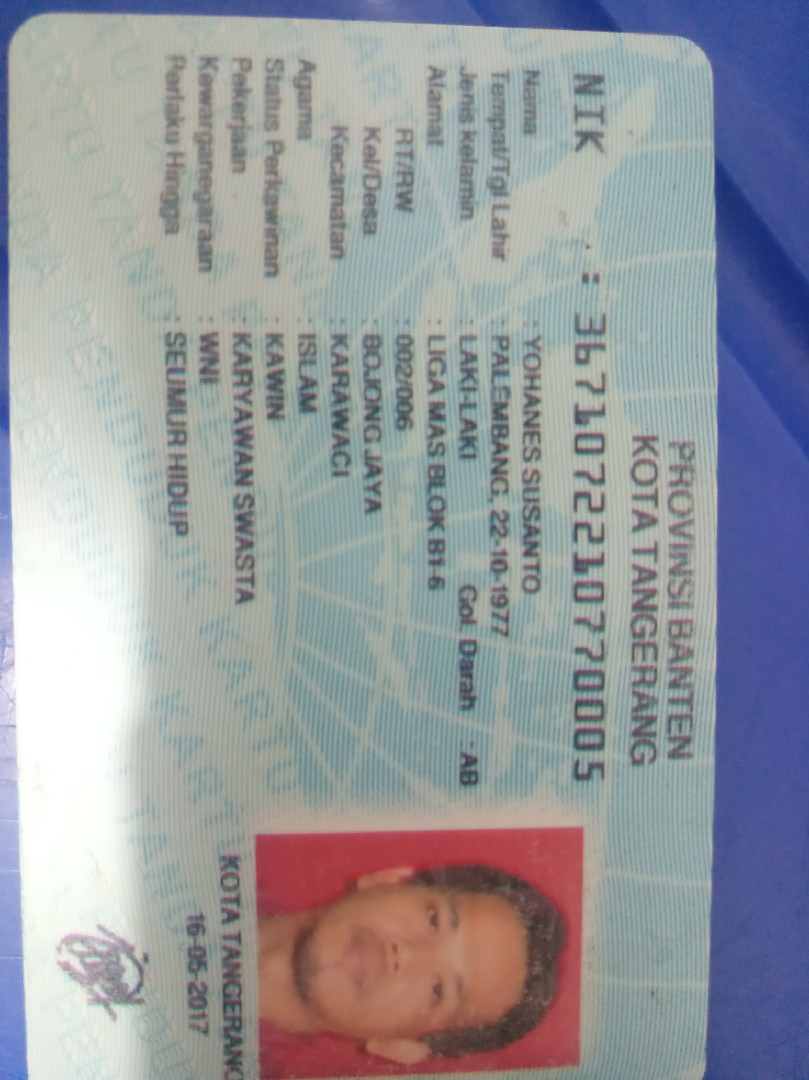 PROVINSI BANTEN
KOTA TANGERANG
NIK : 3671072210770005
Nama : YOHANES SUSANTO
Tempat/Tgl Lahir : PALEMBANG, 22-10-1977
Jenis kelamin : LAKI-LAKI Gol. Darah : AB
Alamat : LIGA MAS BLOK B1-6
RT/RW : 002/006
Kel/Desa : BOJONG JAYA
Kecamatan : KARAWACI
Agama : ISLAM
Status Perkawinan : KAWIN
Pekerjaan : KARYAWAN SWASTA
Kewarganegaraan : WNI
Berlaku Hingga : SEUMUR HIDUP
KOTA TANGERANG
16-05-2017